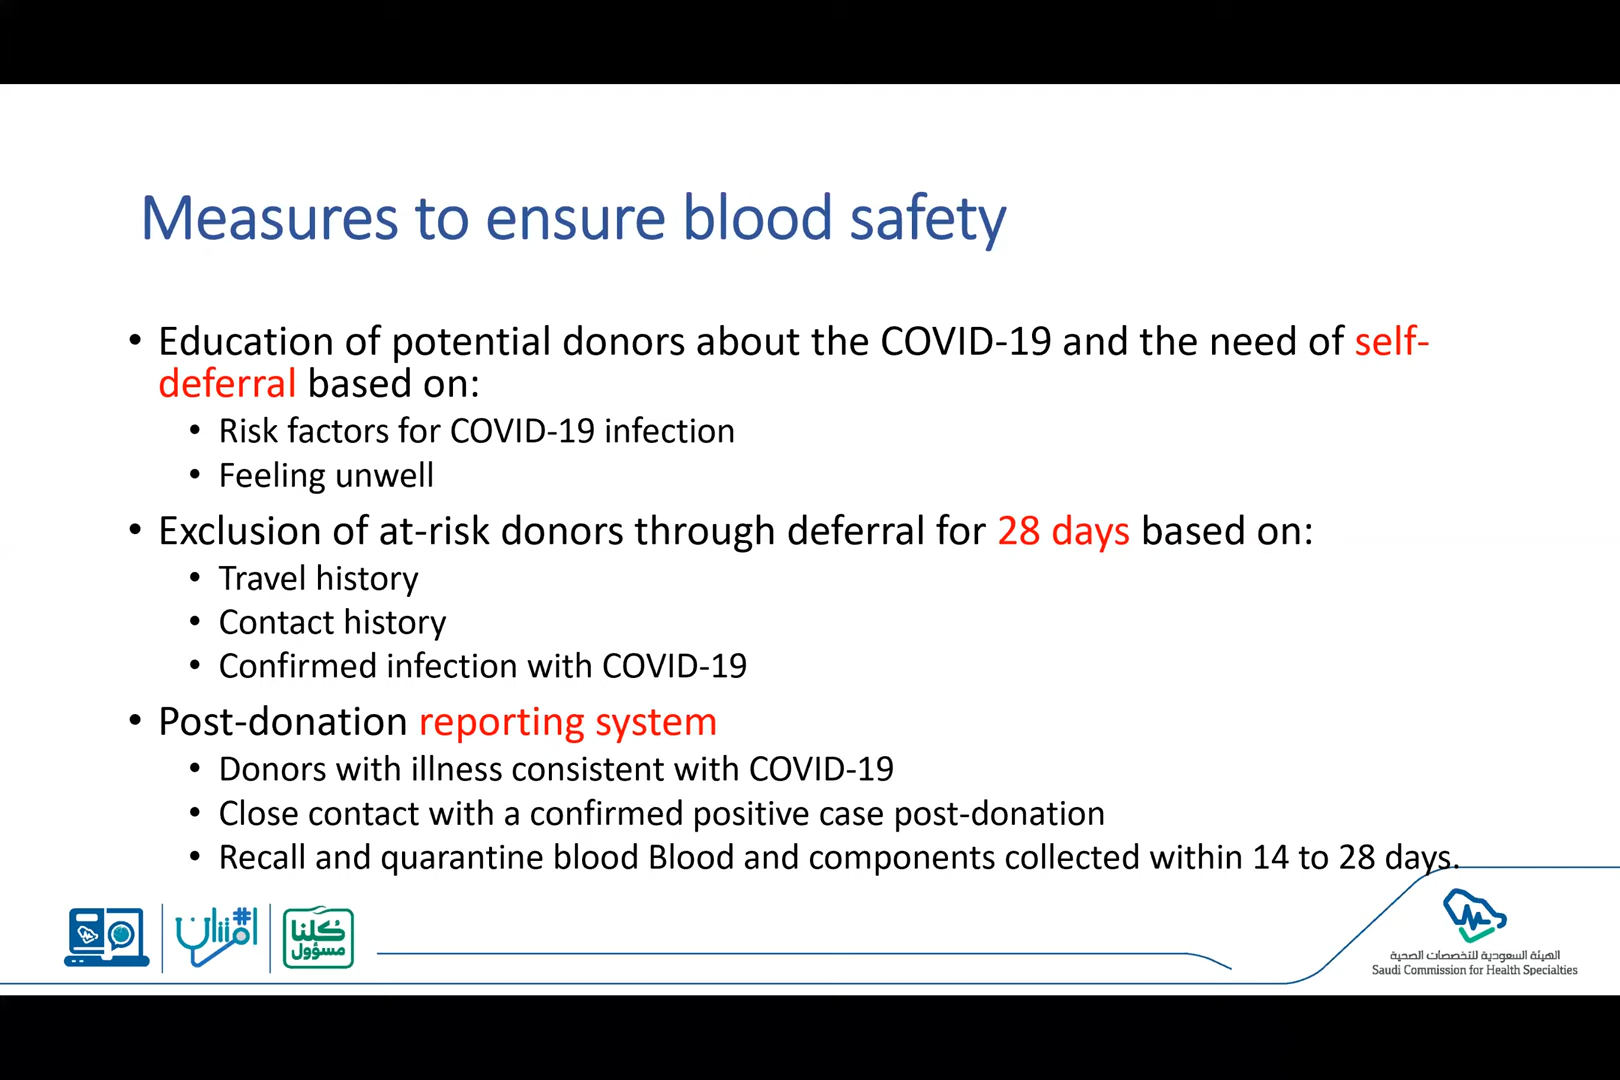 Measures to ensure blood safety
• Education of potential donors about the COVID-19 and the need of self-
deferral based on:
• Risk factors for COVID-19 infection
• Feeling unwell
• Exclusion of at-risk donors through deferral for 28 days based on:
• Travel history
• Contact history
• Confirmed infection with COVID-19
• Post-donation reporting system
• Donors with illness consistent with COVID-19
• Close contact with a confirmed positive case post-donation
• Recall and quarantine blood Blood and components collected within 14 to 28 days.
#امتنان
كلنا
مسؤول
الهيئة السعودية للتخصصات الصحية
Saudi Commission for Health Specialties